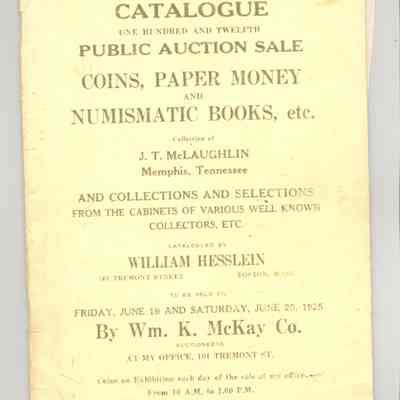 CATALOGUE
ONE HUNDRED AND TWELFTH
PUBLIC AUCTION SALE
COINS, PAPER MONEY
AND
NUMISMATIC BOOKS, etc.
Collection of
J. T. McLAUGHLIN
Memphis, Tennessee
AND COLLECTIONS AND SELECTIONS
FROM THE CABINETS OF VARIOUS WELL KNOWN
COLLECTORS, ETC.
CATALOGUED BY
WILLIAM HESSLEIN
TREMONT STREET BOSTON, MASS.
TO BE SOLD ON
FRIDAY, JUNE 19 AND SATURDAY, JUNE 20, 1925
By Wm. K. McKay Co.
AUCTIONEERS
AT MY OFFICE, 101 TREMONT ST.
Coins on Exhibition each day of the sale at my office
From 10 A.M. to 1.00 P.M.